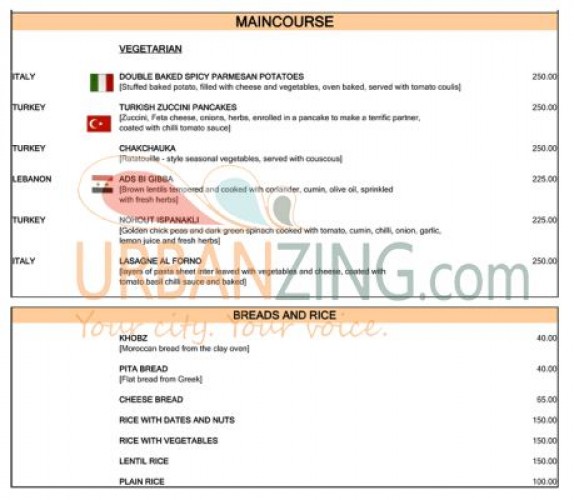 MAINCOURSE
VEGETARIAN
ITALY DOUBLE BAKED SPICY PARMESAN POTATOES 250.00
[Stuffed baked potato, filled with cheese and vegetables, oven baked, served with tomato coulis]
TURKEY TURKISH ZUCCINI PANCAKES 250.00
[Zuccini, Feta cheese, onions, herbs, enrolled in a pancake to make a terrific partner,
coated with chilli tomato sauce]
TURKEY CHAKCHAUKA 250.00
[Ratatouille - style seasonal vegetables, served with couscous]
LEBANON ADS BI GIBBA 225.00
[Brown lentils tempered and cooked with coriander, cumin, olive oil, sprinkled
with fresh herbs]
TURKEY NOHOUT ISPANAKLI 225.00
[Golden chick peas and dark green spinach cooked with tomato, cumin, chilli, onion, garlic,
lemon juice and fresh herbs]
ITALY LASAGNE AL FORNO 250.00
[layers of pasta sheet inter leaved with vegetables and cheese, coated with
tomato basil chilli sauce and baked]
URBANZING.com
Your city. Your voice.
BREADS AND RICE
KHOBZ 40.00
[Moroccan bread from the clay oven]
PITA BREAD 40.00
[Flat bread from Greek]
CHEESE BREAD 65.00
RICE WITH DATES AND NUTS 150.00
RICE WITH VEGETABLES 150.00
LENTIL RICE 150.00
PLAIN RICE 100.00